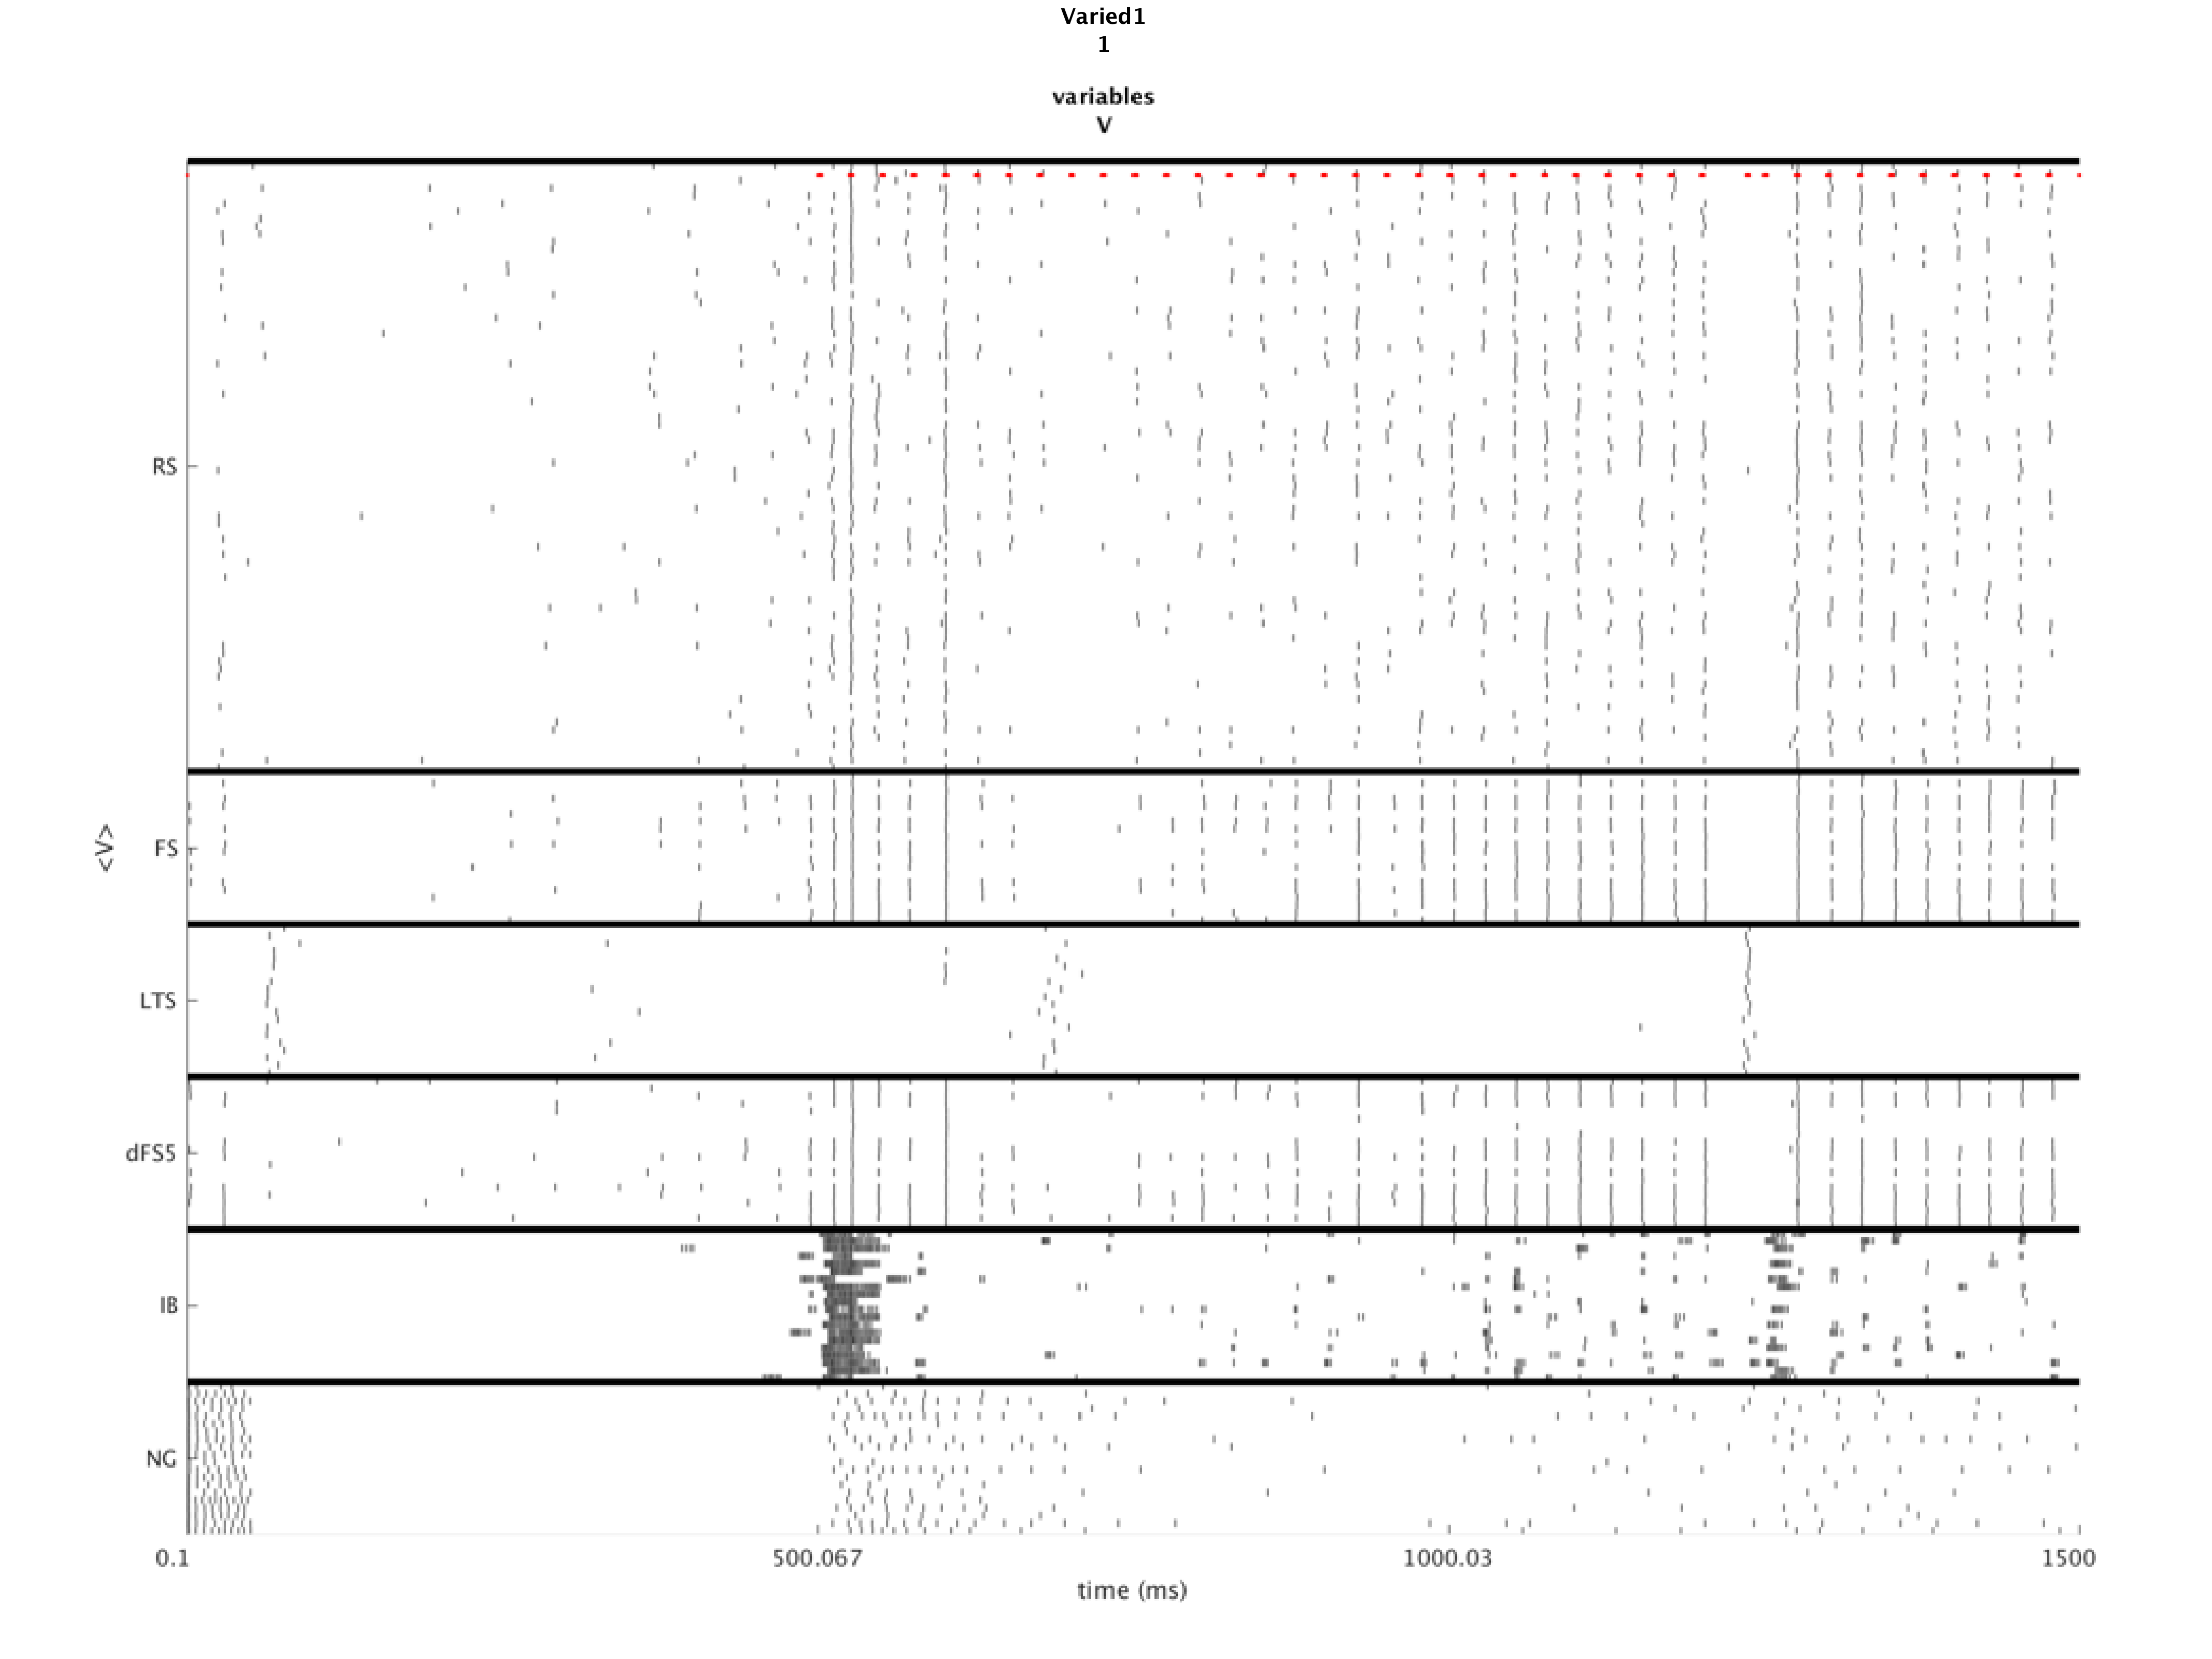 Varied1
1
variables
V
RS
FS
<V>
LTS
dFS5
IB
NG
0.1 500.067 1000.03 1500
time (ms)